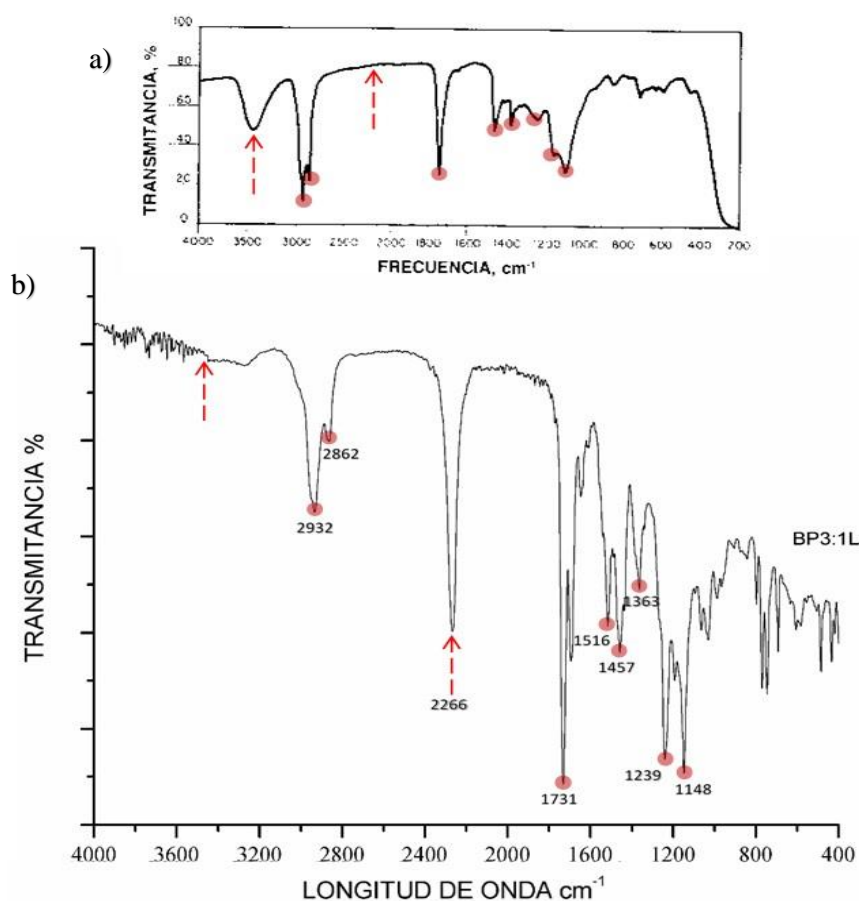 a)
TRANSMITANCIA, %
100
80
60
40
20
0
4000 3500 3000 2500 2000 1800 1600 1400 1200 1000 800 600 400 200
FRECUENCIA, cm-1
b)
TRANSMITANCIA %
2862
2932
2266
1731
1516
1457
1363
1239
1148
BP3:1L
4000 3600 3200 2800 2400 2000 1600 1200 800 400
LONGITUD DE ONDA cm-1